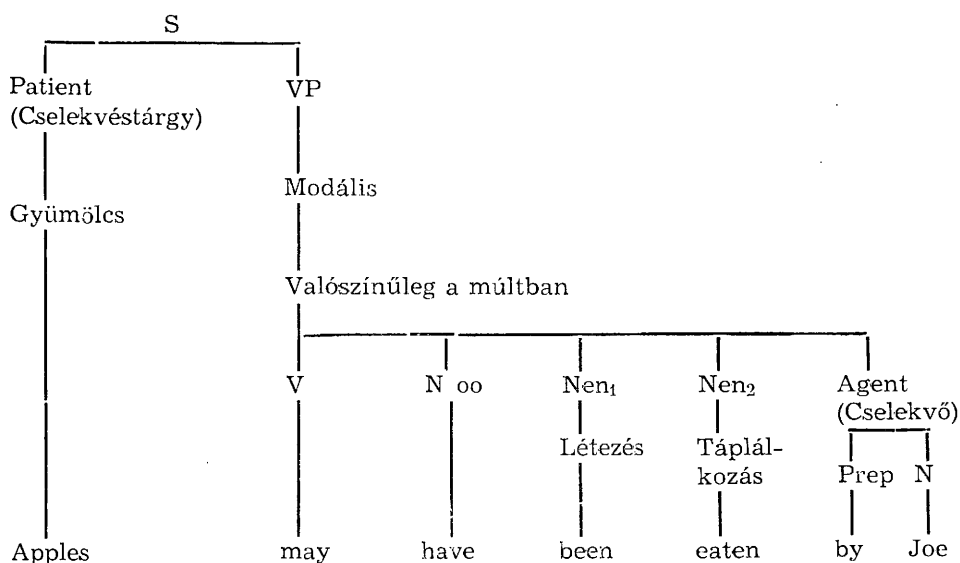 S
Patient VP
(Cselekvéstárgy)
Modális
Gyümölcs
Valószínűleg a múltban
V N oo Nen₁ Nen₂ Agent
(Cselekvő)
Létezés Táplál-
kozás Prep N
Apples may have been eaten by Joe